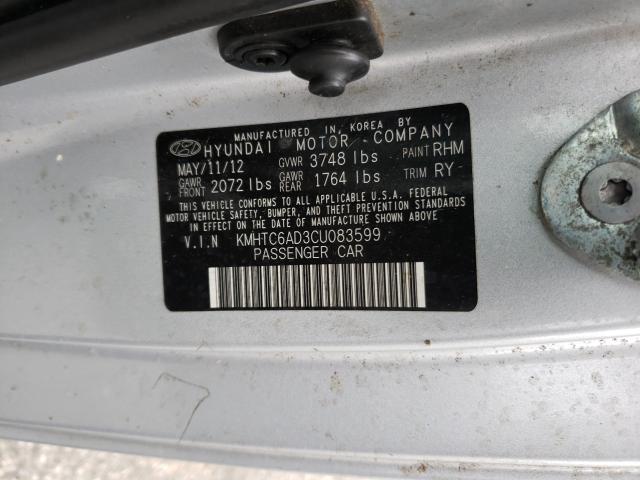 MANUFACTURED IN, KOREA BY
HYUNDAI MOTOR COMPANY
MAY/11/12 GVWR 3748 lbs PAINT RHM
GAWR FRONT 2072 lbs GAWR REAR 1764 lbs TRIM RY-
THIS VEHICLE CONFORMS TO ALL APPLICABLE U.S.A. FEDERAL
MOTOR VEHICLE SAFETY, BUMPER, AND THEFT PREVENTION STANDARDS
IN EFFECT ON THE DATE OF MANUFACTURE SHOWN ABOVE.
V.I.N KMHTC6AD3CU083599
PASSENGER CAR